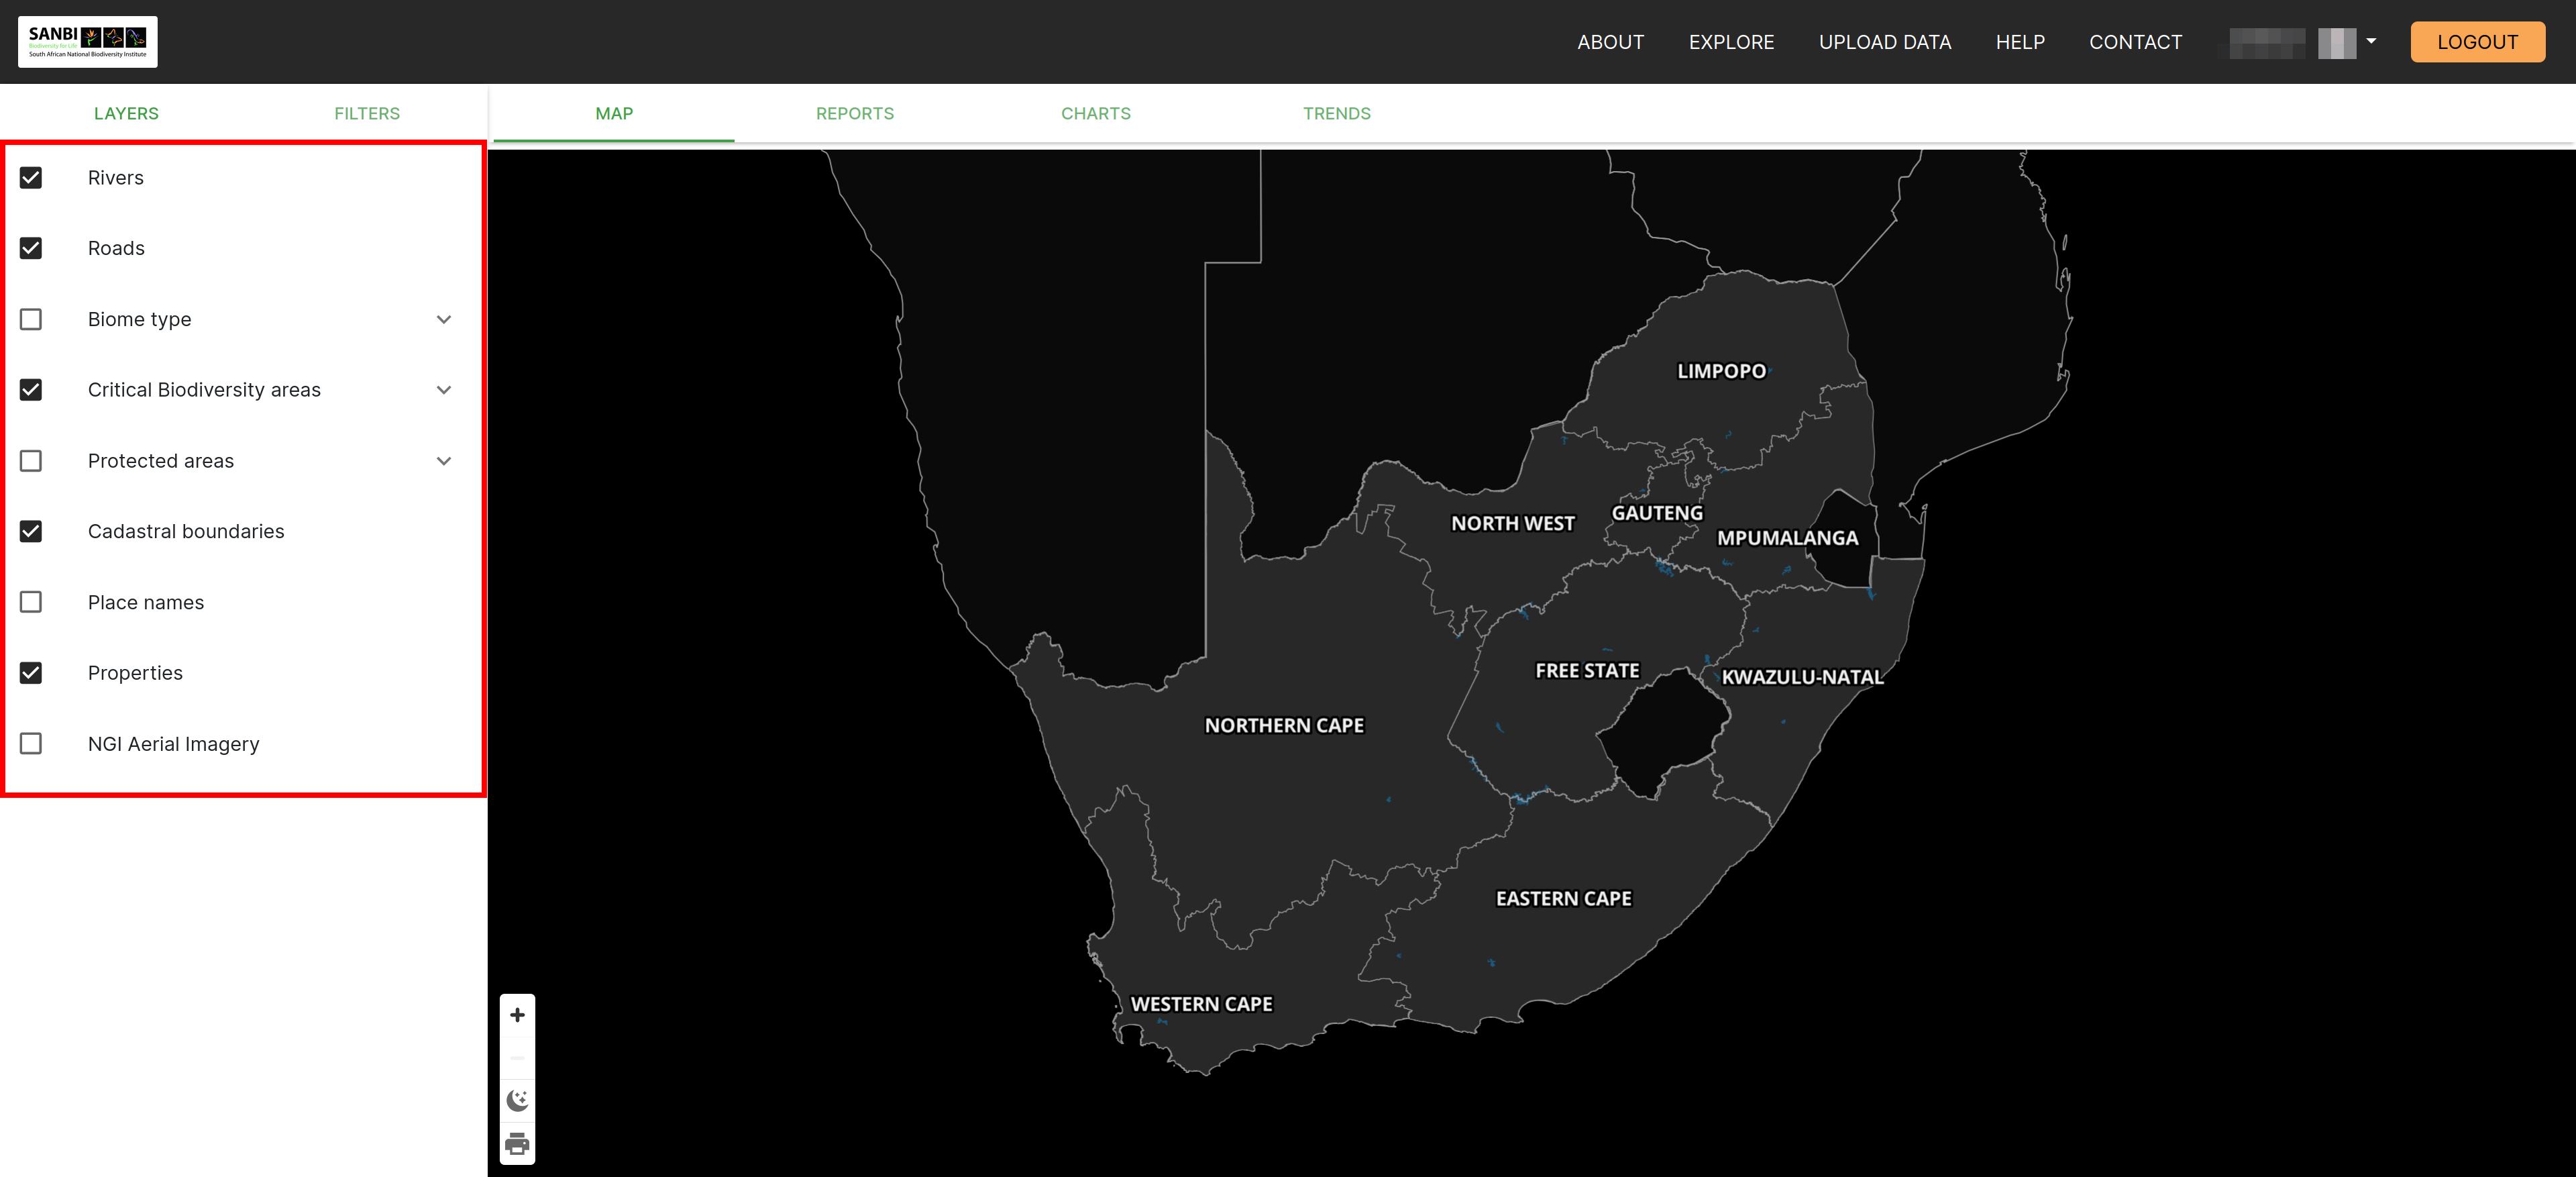 SANBI
Biodiversity for Life
South African National Biodiversity Institute
ABOUT
EXPLORE
UPLOAD DATA
HELP
CONTACT
LOGOUT
LAYERS
FILTERS
MAP
REPORTS
CHARTS
TRENDS
Rivers
Roads
Biome type
Critical Biodiversity areas
Protected areas
Cadastral boundaries
Place names
Properties
NGI Aerial Imagery
LIMPOPO
GAUTENG
NORTH WEST
MPUMALANGA
FREE STATE
KWAZULU-NATAL
NORTHERN CAPE
EASTERN CAPE
WESTERN CAPE